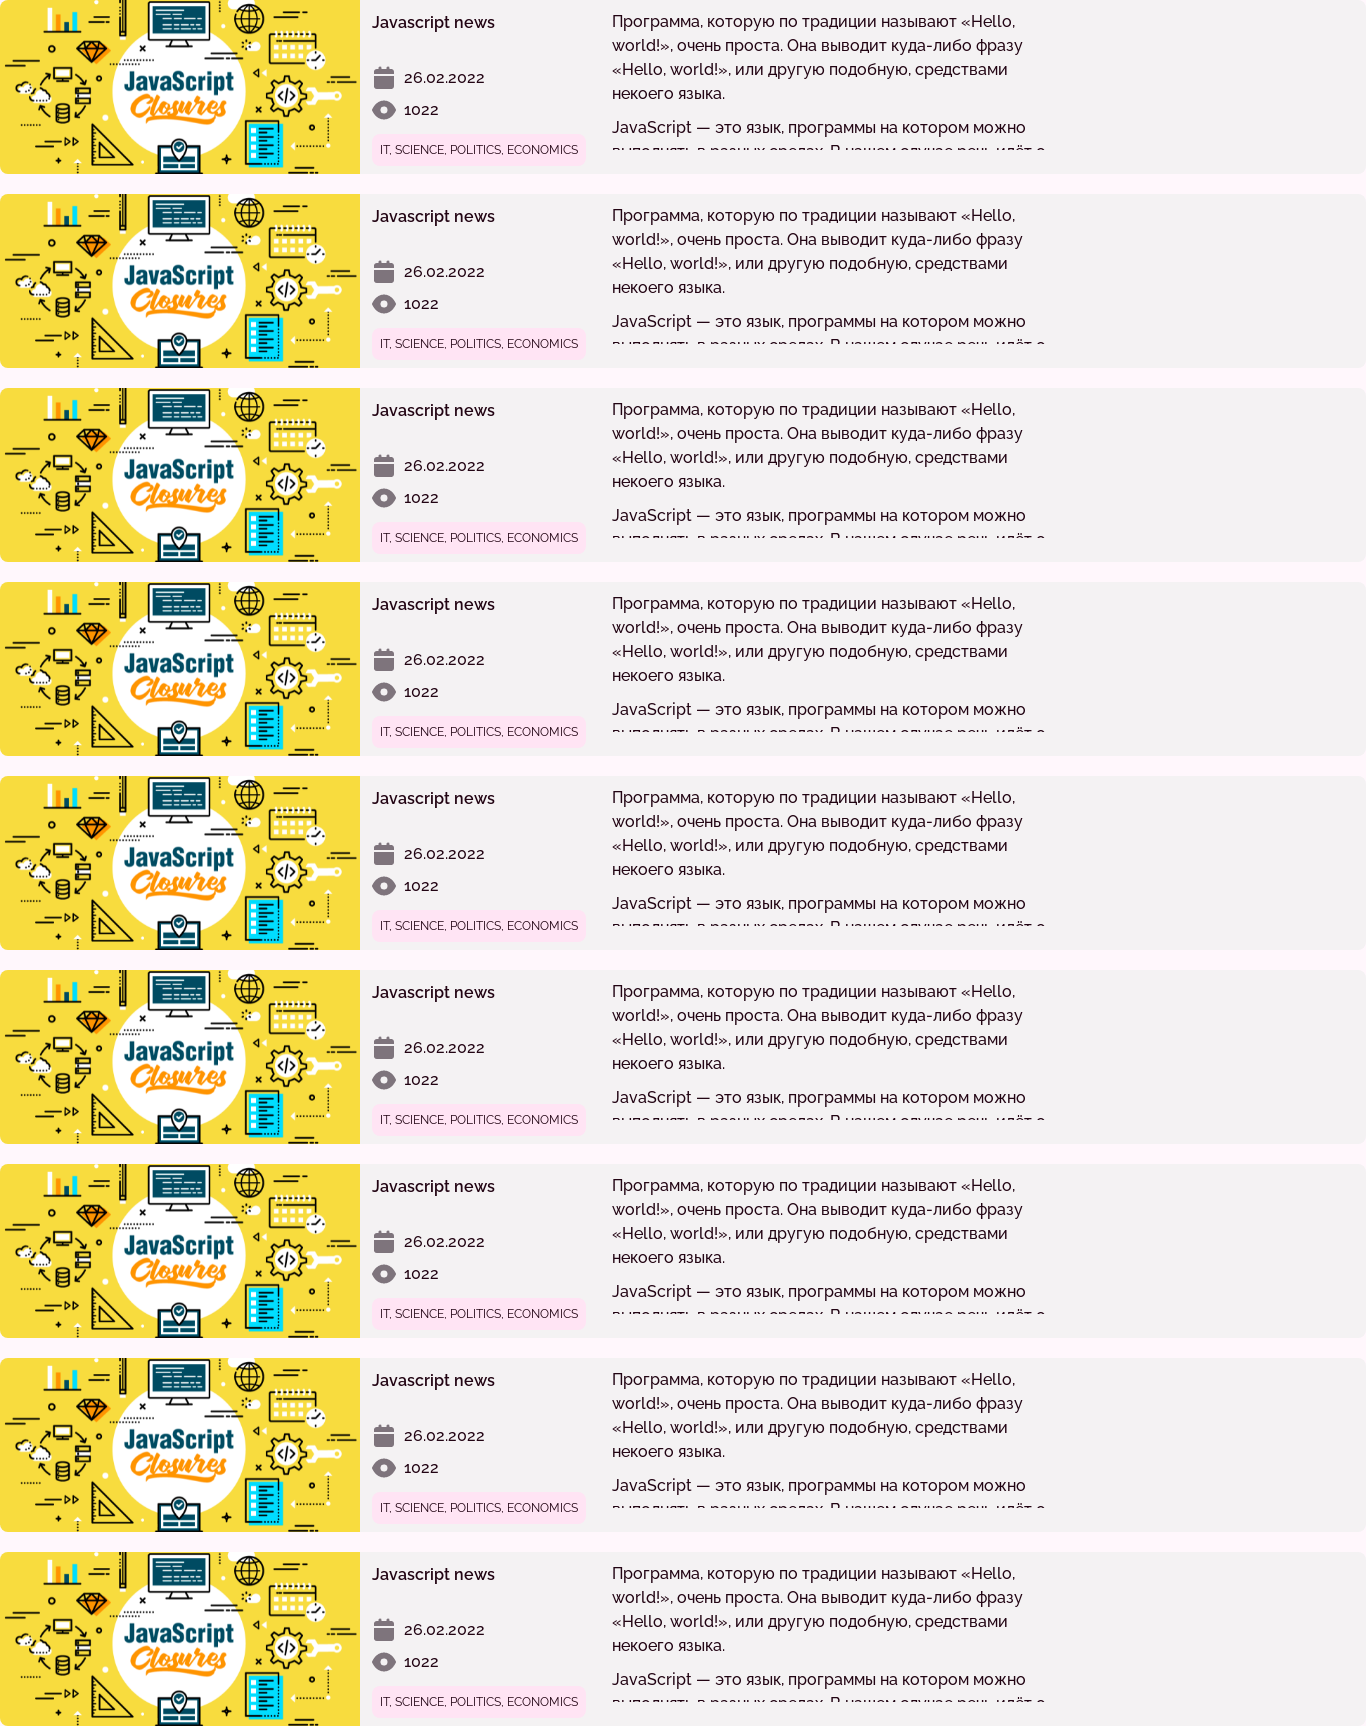 JavaScript
Closures
Javascript news
26.02.2022
1022
IT, SCIENCE, POLITICS, ECONOMICS
Программа, которую по традиции называют «Hello,
world!», очень проста. Она выводит куда-либо фразу
«Hello, world!», или другую подобную, средствами
некоего языка.
JavaScript — это язык, программы на котором можно
JavaScript
Closures
Javascript news
26.02.2022
1022
IT, SCIENCE, POLITICS, ECONOMICS
Программа, которую по традиции называют «Hello,
world!», очень проста. Она выводит куда-либо фразу
«Hello, world!», или другую подобную, средствами
некоего языка.
JavaScript — это язык, программы на котором можно
JavaScript
Closures
Javascript news
26.02.2022
1022
IT, SCIENCE, POLITICS, ECONOMICS
Программа, которую по традиции называют «Hello,
world!», очень проста. Она выводит куда-либо фразу
«Hello, world!», или другую подобную, средствами
некоего языка.
JavaScript — это язык, программы на котором можно
JavaScript
Closures
Javascript news
26.02.2022
1022
IT, SCIENCE, POLITICS, ECONOMICS
Программа, которую по традиции называют «Hello,
world!», очень проста. Она выводит куда-либо фразу
«Hello, world!», или другую подобную, средствами
некоего языка.
JavaScript — это язык, программы на котором можно
JavaScript
Closures
Javascript news
26.02.2022
1022
IT, SCIENCE, POLITICS, ECONOMICS
Программа, которую по традиции называют «Hello,
world!», очень проста. Она выводит куда-либо фразу
«Hello, world!», или другую подобную, средствами
некоего языка.
JavaScript — это язык, программы на котором можно
JavaScript
Closures
Javascript news
26.02.2022
1022
IT, SCIENCE, POLITICS, ECONOMICS
Программа, которую по традиции называют «Hello,
world!», очень проста. Она выводит куда-либо фразу
«Hello, world!», или другую подобную, средствами
некоего языка.
JavaScript — это язык, программы на котором можно
JavaScript
Closures
Javascript news
26.02.2022
1022
IT, SCIENCE, POLITICS, ECONOMICS
Программа, которую по традиции называют «Hello,
world!», очень проста. Она выводит куда-либо фразу
«Hello, world!», или другую подобную, средствами
некоего языка.
JavaScript — это язык, программы на котором можно
JavaScript
Closures
Javascript news
26.02.2022
1022
IT, SCIENCE, POLITICS, ECONOMICS
Программа, которую по традиции называют «Hello,
world!», очень проста. Она выводит куда-либо фразу
«Hello, world!», или другую подобную, средствами
некоего языка.
JavaScript — это язык, программы на котором можно
JavaScript
Closures
Javascript news
26.02.2022
1022
IT, SCIENCE, POLITICS, ECONOMICS
Программа, которую по традиции называют «Hello,
world!», очень проста. Она выводит куда-либо фразу
«Hello, world!», или другую подобную, средствами
некоего языка.
JavaScript — это язык, программы на котором можно